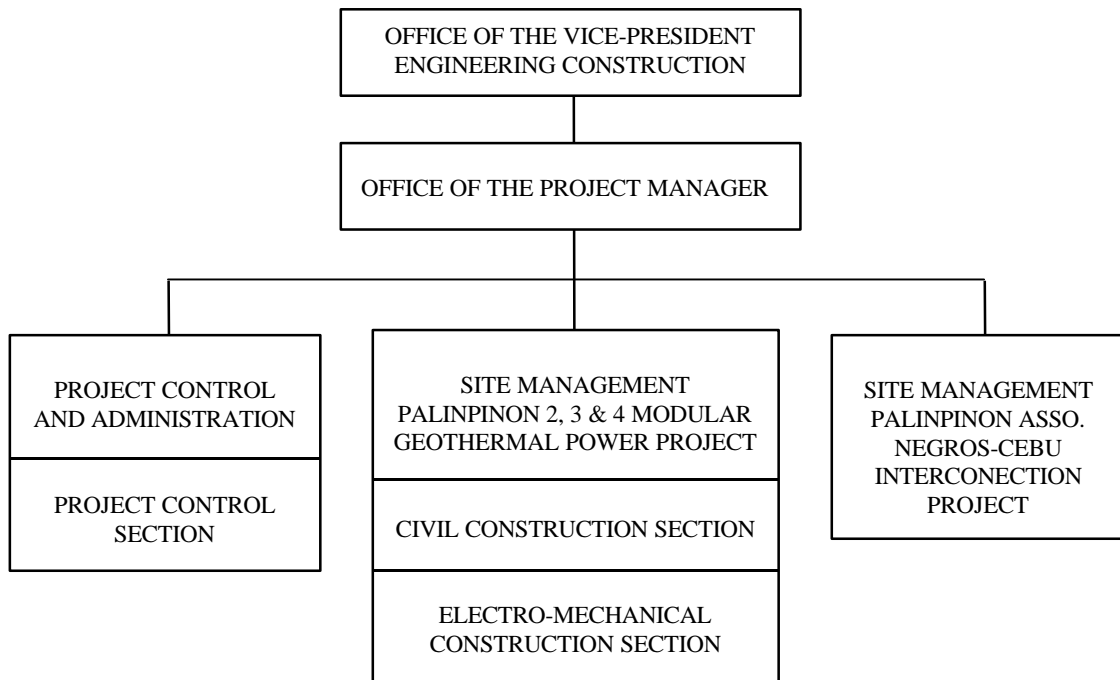 OFFICE OF THE VICE-PRESIDENT
ENGINEERING CONSTRUCTION
OFFICE OF THE PROJECT MANAGER
PROJECT CONTROL
AND ADMINISTRATION
PROJECT CONTROL
SECTION
SITE MANAGEMENT
PALINPINON 2, 3 & 4 MODULAR
GEOTHERMAL POWER PROJECT
CIVIL CONSTRUCTION SECTION
ELECTRO-MECHANICAL
CONSTRUCTION SECTION
SITE MANAGEMENT
PALINPINON ASSO.
NEGROS-CEBU
INTERCONECTION
PROJECT